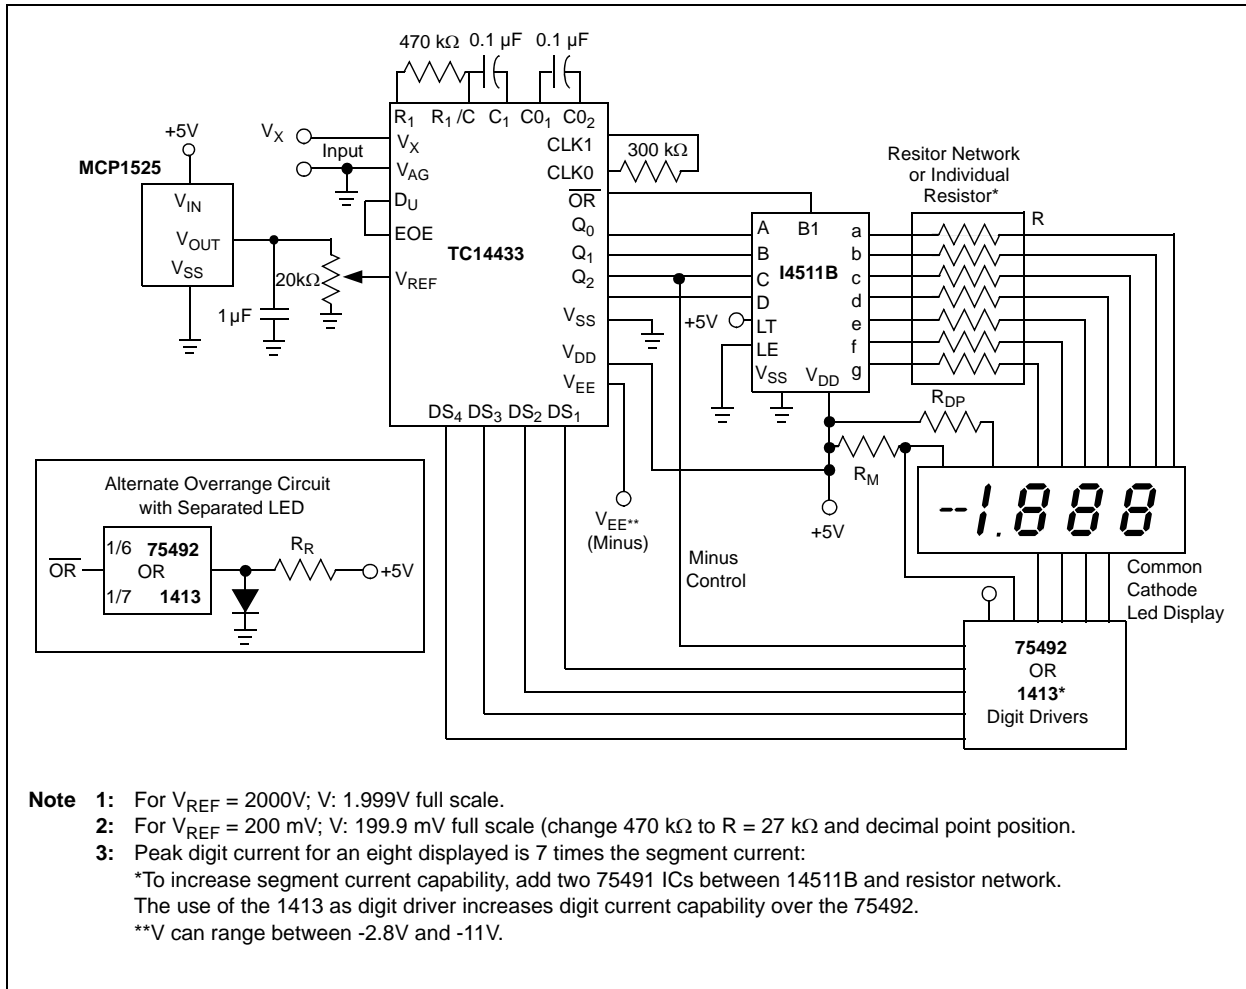 470 kΩ 0.1 µF 0.1 µF
R1 R1 /C C1 CO1 CO2
VX
VX
Input
VAG
DU
EOE
VREF
TC14433
CLK1
CLK0
300 kΩ
OR
Q0
Q1
Q2
VSS
VDD
VEE
DS4 DS3 DS2 DS1
+5V
MCP1525
VIN
VOUT
VSS
20kΩ
1µF
Resitor Network
or Individual
Resistor*
R
A B1 a
B b
C I4511B c
D d
+5V LT e
LE f
VSS VDD g
RDP
RM
+5V
VEE**
(Minus)
Minus
Control
-1.888
Common
Cathode
Led Display
75492
OR
1413*
Digit Drivers
Alternate Overrange Circuit
with Separated LED
OR
1/6 75492
OR
1/7 1413
RR
+5V
Note 1: For VREF = 2000V; V: 1.999V full scale.
2: For VREF = 200 mV; V: 199.9 mV full scale (change 470 kΩ to R = 27 kΩ and decimal point position.
3: Peak digit current for an eight displayed is 7 times the segment current:
*To increase segment current capability, add two 75491 ICs between 14511B and resistor network.
The use of the 1413 as digit driver increases digit current capability over the 75492.
**V can range between -2.8V and -11V.